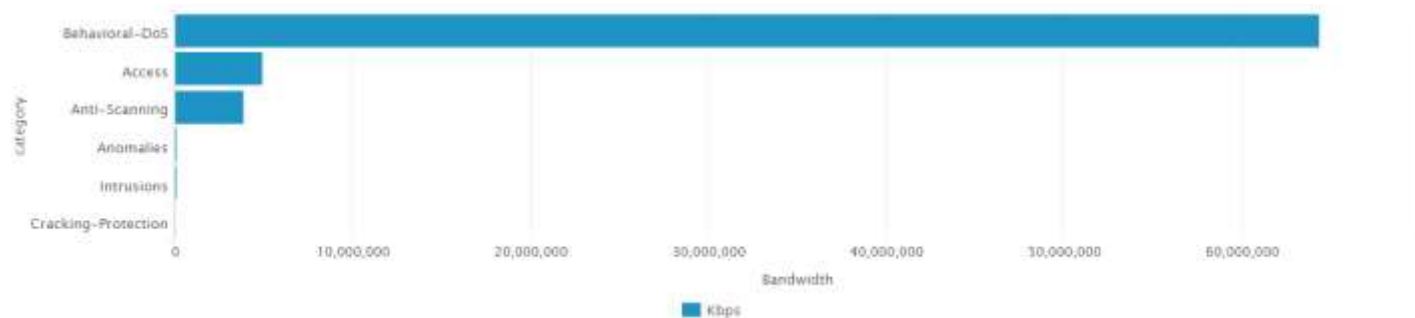 category
Behavioral-DoS
Access
Anti-Scanning
Anomalies
Intrusions
Cracking-Protection
0 10,000,000 20,000,000 30,000,000 40,000,000 50,000,000 60,000,000
Bandwidth
Kbps